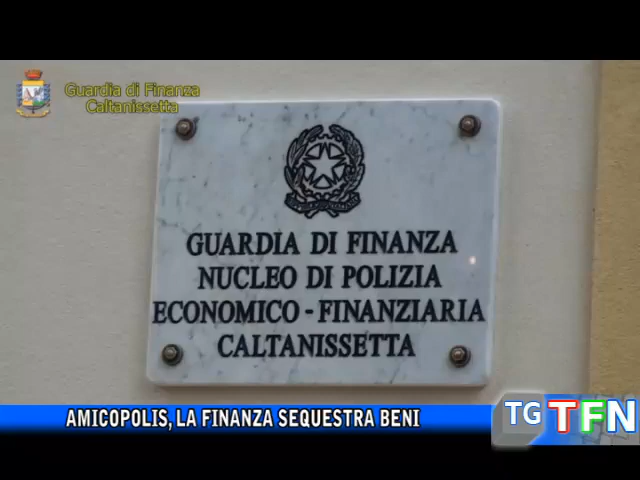 Guardia di Finanza
Caltanissetta
GUARDIA DI FINANZA
NUCLEO DI POLIZIA
ECONOMICO - FINANZIARIA
CALTANISSETTA
AMICOPOLIS, LA FINANZA SEQUESTRA BENI
TG TFN